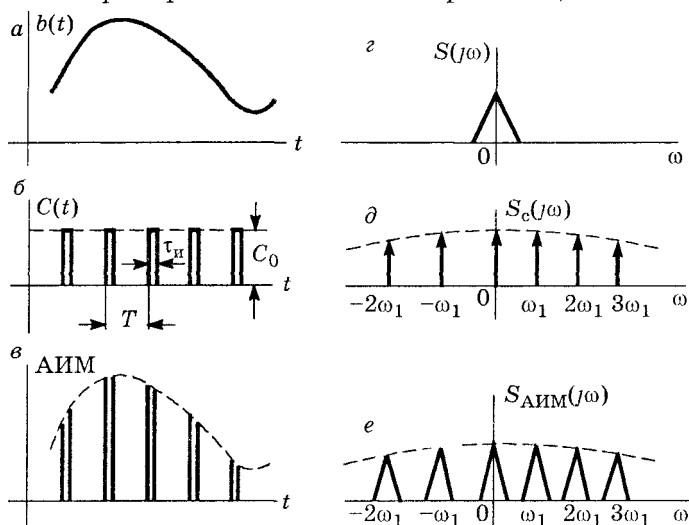 а
b(t)
t
г
S(jω)
0
ω
б
C(t)
τи
C₀
T
t
д
Sс(jω)
−2ω₁ −ω₁ 0 ω₁ 2ω₁ 3ω₁
ω
в
АИМ
t
е
SАИМ(jω)
−2ω₁ −ω₁ 0 ω₁ 2ω₁ 3ω₁
ω